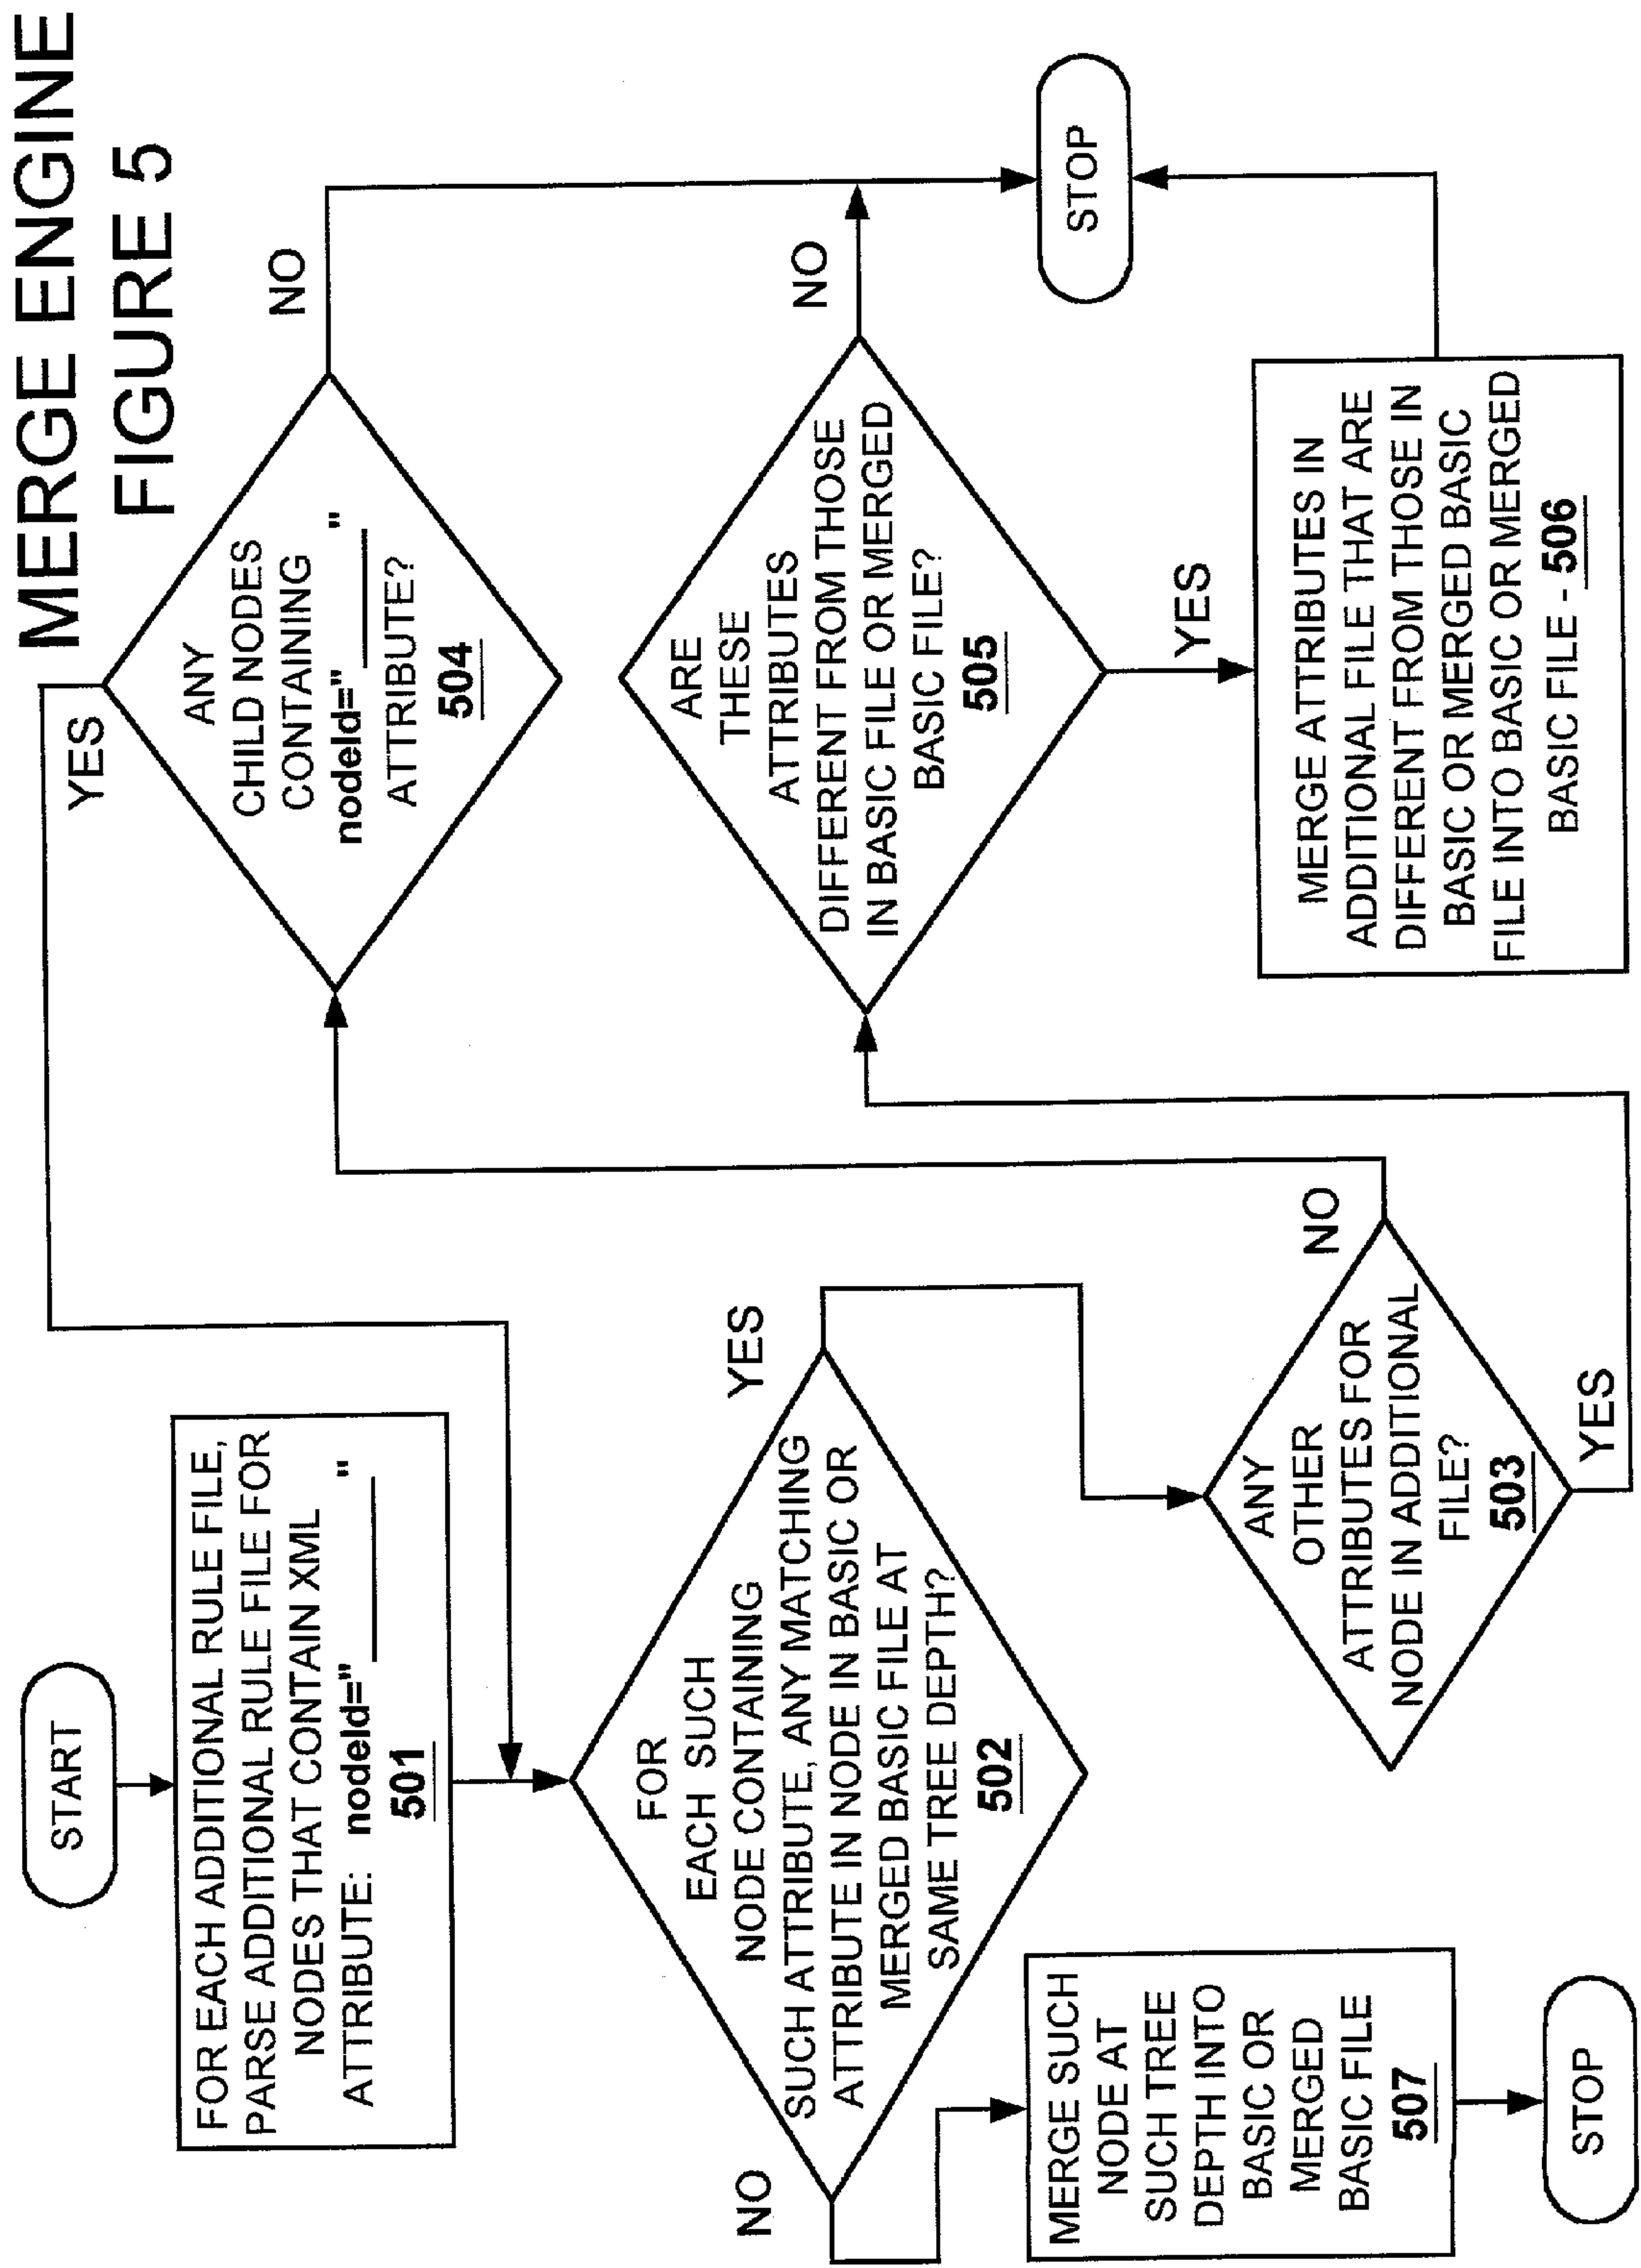 MERGE ENGINE
FIGURE 5
START
FOR EACH ADDITIONAL RULE FILE,
PARSE ADDITIONAL RULE FILE FOR
NODES THAT CONTAIN XML
ATTRIBUTE: nodeId="________"
501
FOR
EACH SUCH
NODE CONTAINING
SUCH ATTRIBUTE, ANY MATCHING
ATTRIBUTE IN NODE IN BASIC OR
MERGED BASIC FILE AT
SAME TREE DEPTH?
502
NO
YES
MERGE SUCH
NODE AT
SUCH TREE
DEPTH INTO
BASIC OR
MERGED
BASIC FILE
507
STOP
ANY
OTHER
ATTRIBUTES FOR
NODE IN ADDITIONAL
FILE?
503
NO
YES
ANY
CHILD NODES
CONTAINING
nodeId="______"
ATTRIBUTE?
504
YES
NO
ARE
THESE
ATTRIBUTES
DIFFERENT FROM THOSE
IN BASIC FILE OR MERGED
BASIC FILE?
505
NO
YES
MERGE ATTRIBUTES IN
ADDITIONAL FILE THAT ARE
DIFFERENT FROM THOSE IN
BASIC OR MERGED BASIC
FILE INTO BASIC OR MERGED
BASIC FILE - 506
STOP